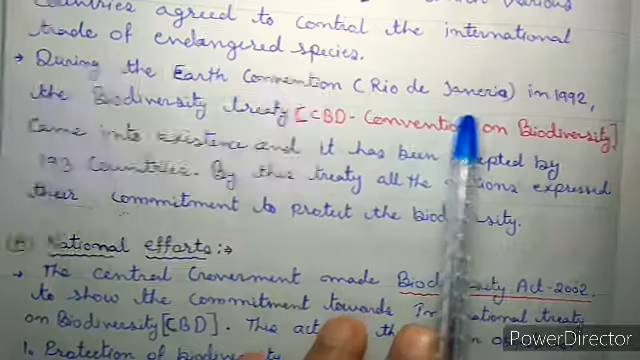 Countries agreed to control the international
trade of endangered species.
→ During the Earth Convention (Rio de Janeria) in 1992,
the Biodiversity treaty [CBD- Convention on Biodiversity]
came into existence and it has been accepted by
193 Countries. By this treaty all the nations expressed
their commitment to protect the biodiversity.
National efforts:→
→ The central Goverment made Biodiversity Act-2002.
to show the commitment towards International treaty
on Biodiversity [CBD]. This act the
1. Protection of biodiversity
PowerDirector